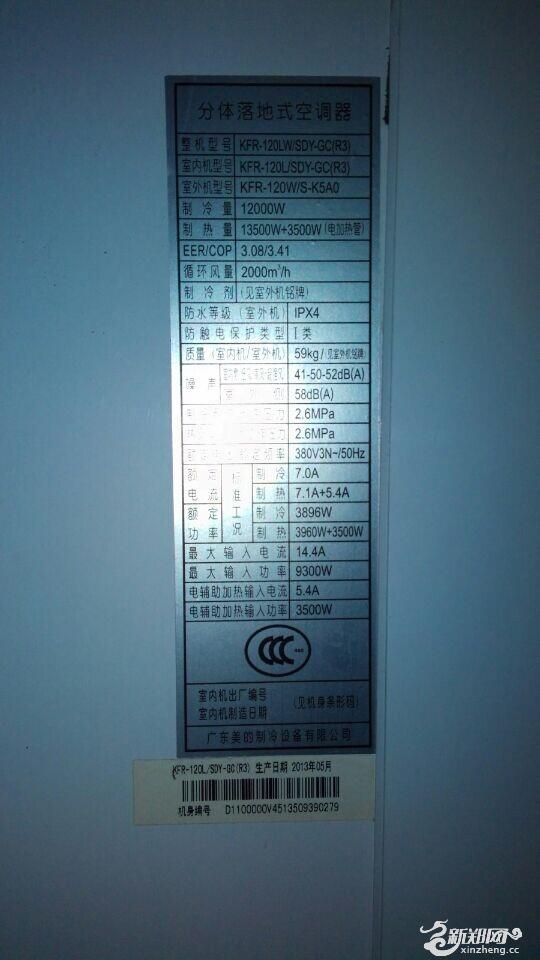 分体落地式空调器
整机型号 KFR-120LW/SDY-GC(R3)
室内机型号 KFR-120L/SDY-GC(R3)
室外机型号 KFR-120W/S-K5A0
制冷量 12000W
制热量 13500W+3500W(电加热管)
EER/COP 3.08/3.41
循环风量 2000m³/h
制冷剂 (见室外机铭牌)
防水等级(室外机) IPX4
防触电保护类型 I类
质量(室内机/室外机) 59kg/(见室外机铭牌)
噪声 41-50-52dB(A)
58dB(A)
2.6MPa
2.6MPa
380V3N~/50Hz
额定电流 标准工况 制冷 7.0A
制热 7.1A+5.4A
额定功率 制冷 3896W
制热 3960W+3500W
最大输入电流 14.4A
最大输入功率 9300W
电辅助加热输入电流 5.4A
电辅助加热输入功率 3500W
CCC
室内机出厂编号
室内机制造日期 (见机身条形码)
广东美的制冷设备有限公司
KFR-120L/SDY-GC(R3) 生产日期 2013年05月
机身编号 D1100000V4513509390279
新郑网
xinzheng.cc